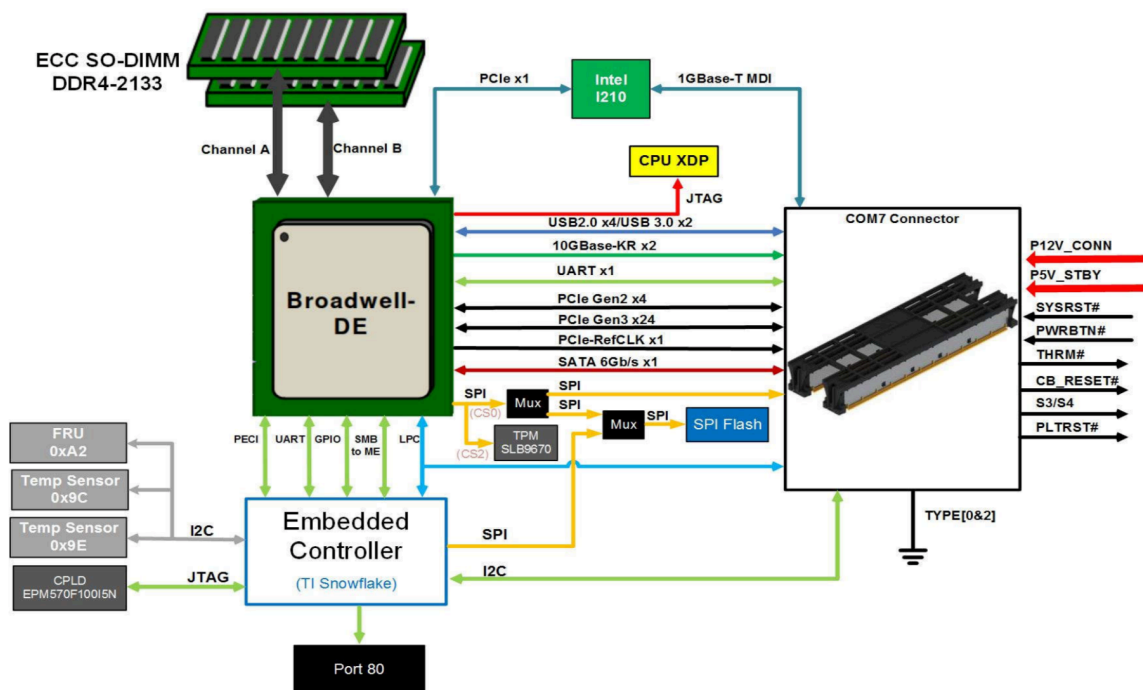 ECC SO-DIMM
DDR4-2133
Channel A
Channel B
PCIe x1
Intel
I210
1GBase-T MDI
CPU XDP
JTAG
Broadwell-
DE
USB2.0 x4/USB 3.0 x2
10GBase-KR x2
UART x1
PCIe Gen2 x4
PCIe Gen3 x24
PCIe-RefCLK x1
SATA 6Gb/s x1
COM7 Connector
P12V_CONN
P5V_STBY
SYSRST#
PWRBTN#
THRM#
CB_RESET#
S3/S4
PLTRST#
TYPE[0&2]
SPI
(CS0)
Mux
SPI
SPI
Mux
SPI
SPI Flash
(CS2)
TPM
SLB9670
PECI
UART
GPIO
SMB
to ME
LPC
FRU
0xA2
Temp Sensor
0x9C
Temp Sensor
0x9E
I2C
CPLD
EPM570F100I5N
JTAG
Embedded
Controller
(TI Snowflake)
SPI
I2C
Port 80